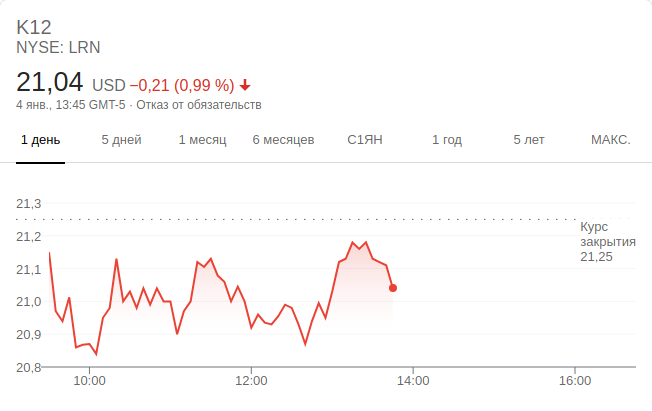 K12
NYSE: LRN
21,04 USD −0,21 (0,99 %)
4 янв., 13:45 GMT-5 · Отказ от обязательств
1 день 5 дней 1 месяц 6 месяцев С1ЯН 1 год 5 лет МАКС.
21,3
Курс
21,2
закрытия
21,25
21,1
21,0
20,9
20,8
10:00 12:00 14:00 16:00